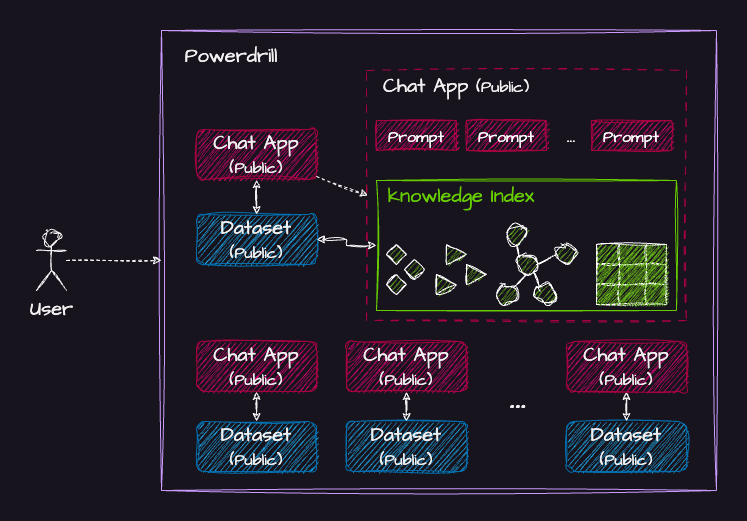 Powerdrill
Chat App (Public)
Prompt
Prompt
...
Prompt
Chat App
(Public)
Knowledge Index
Dataset
(Public)
User
Chat App
(Public)
Chat App
(Public)
...
Chat App
(Public)
Dataset
(Public)
Dataset
(Public)
Dataset
(Public)